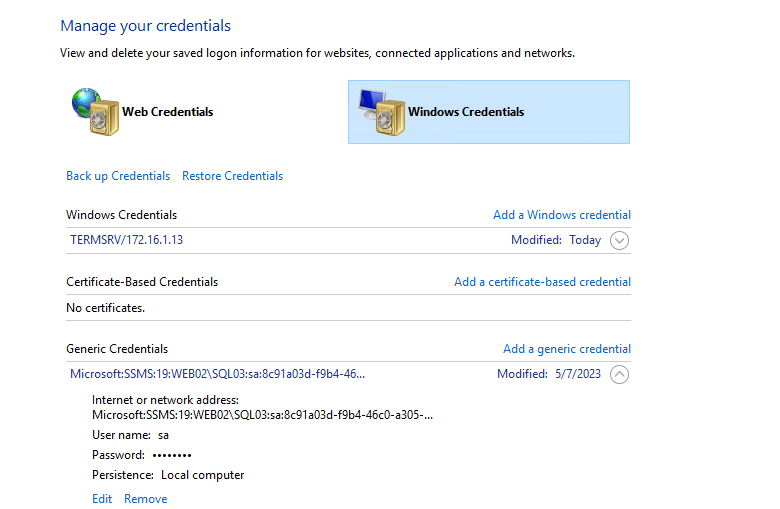 Manage your credentials
View and delete your saved logon information for websites, connected applications and networks.
Web Credentials
Windows Credentials
Back up Credentials Restore Credentials
Windows Credentials Add a Windows credential
TERMSRV/172.16.1.13 Modified: Today
Certificate-Based Credentials Add a certificate-based credential
No certificates.
Generic Credentials Add a generic credential
Microsoft:SSMS:19:WEB02\SQL03:sa:8c91a03d-f9b4-46... Modified: 5/7/2023
Internet or network address:
Microsoft:SSMS:19:WEB02\SQL03:sa:8c91a03d-f9b4-46c0-a305-...
User name: sa
Password: ••••••••
Persistence: Local computer
Edit Remove